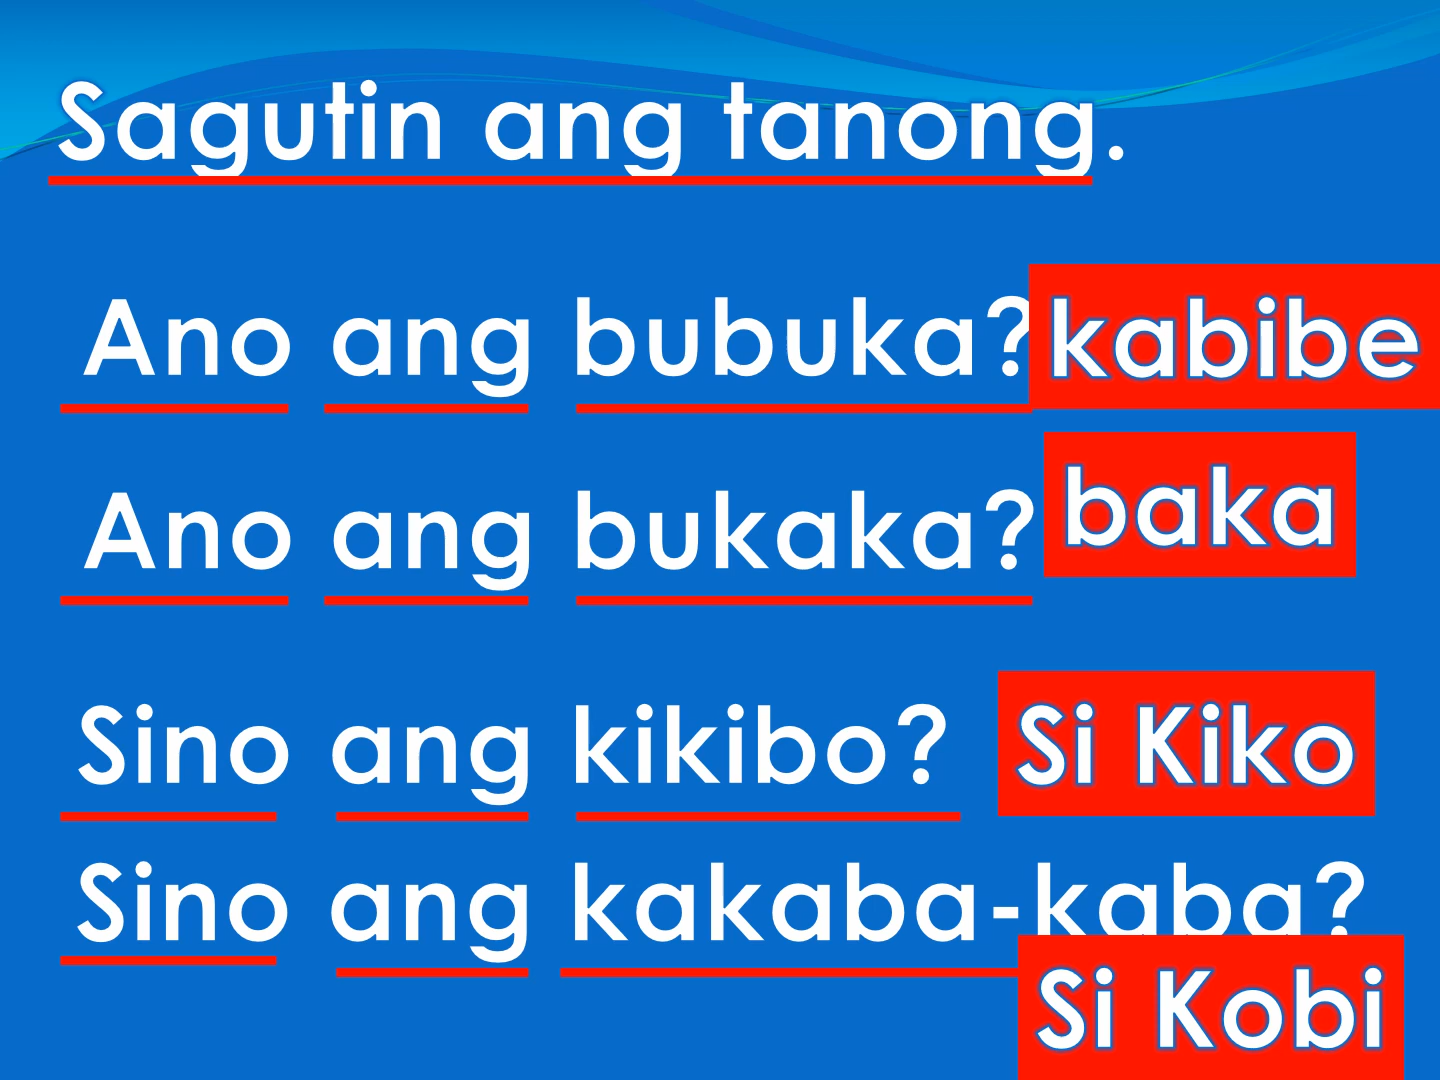 Sagutin ang tanong.
Ano ang bubuka? kabibe
Ano ang bukaka? baka
Sino ang kikibo? Si Kiko
Sino ang kakaba-kaba?
Si Kobi